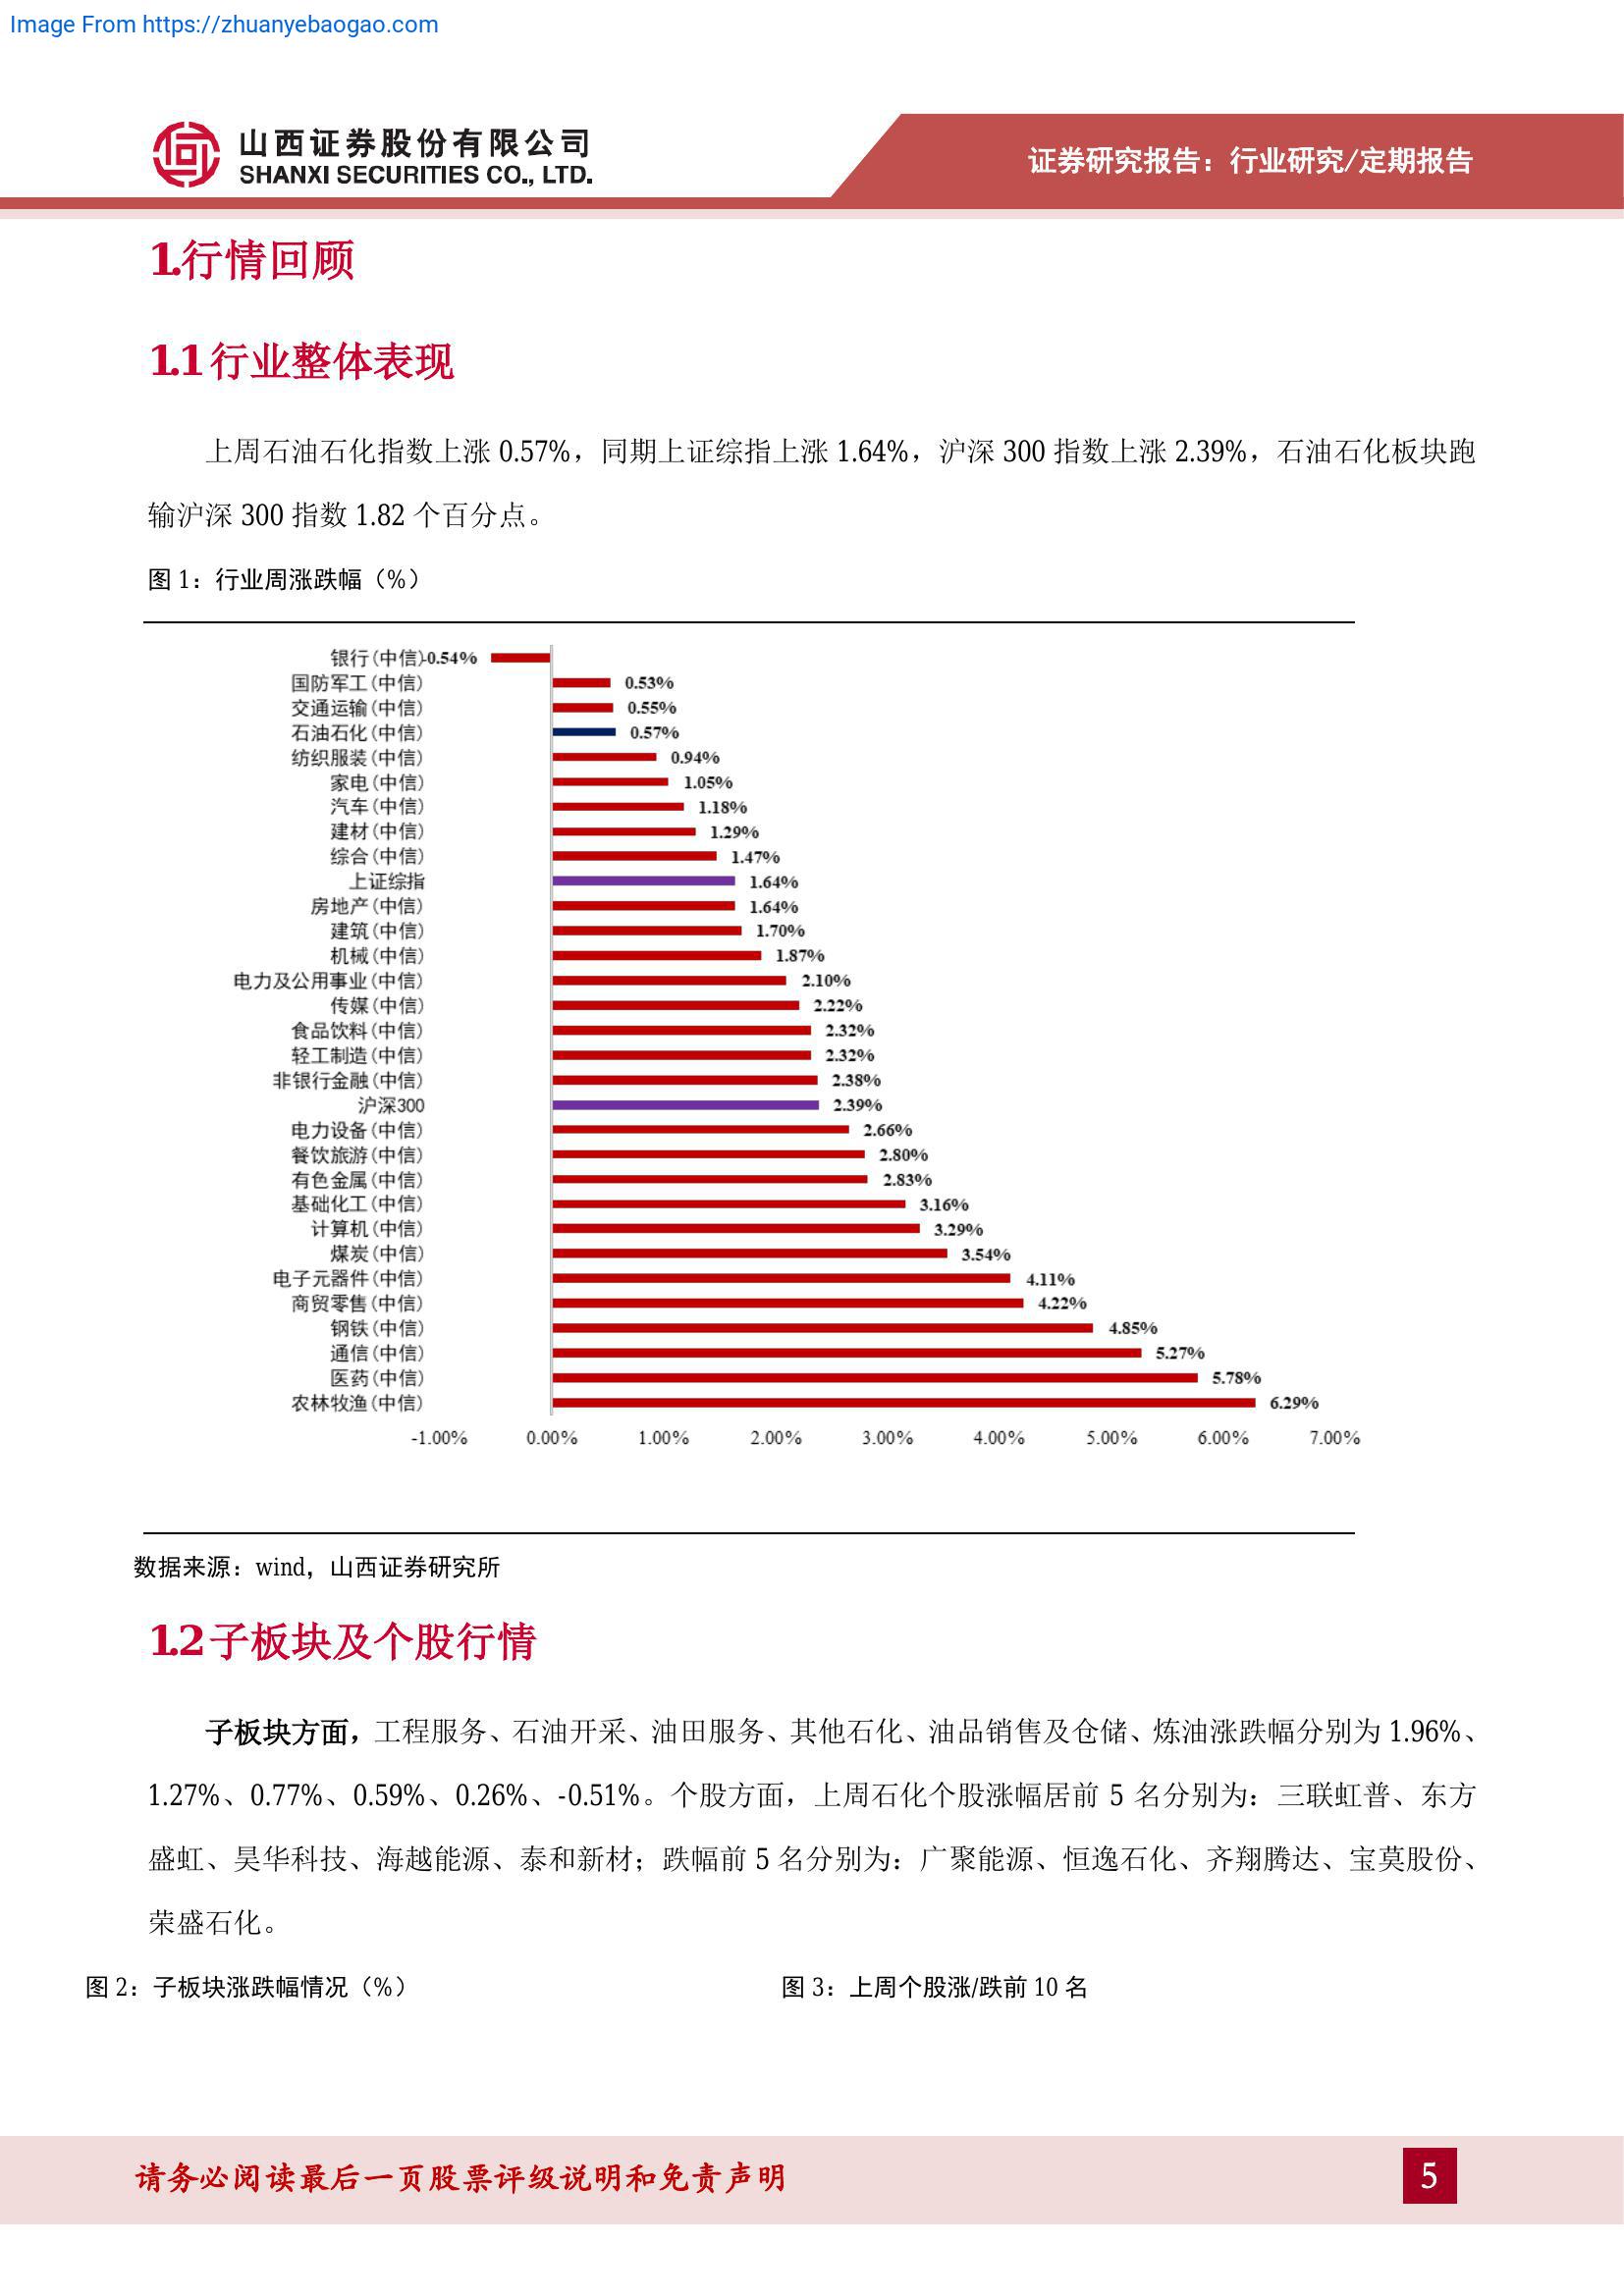 Image From https://zhuanyebaogao.com
山西证券股份有限公司
SHANXI SECURITIES CO., LTD.
证券研究报告：行业研究/定期报告
1.行情回顾
1.1 行业整体表现
上周石油石化指数上涨 0.57%，同期上证综指上涨 1.64%，沪深 300 指数上涨 2.39%，石油石化板块跑
输沪深 300 指数 1.82 个百分点。
图 1：行业周涨跌幅（%）
银行(中信) -0.54%
国防军工(中信) 0.53%
交通运输(中信) 0.55%
石油石化(中信) 0.57%
纺织服装(中信) 0.94%
家电(中信) 1.05%
汽车(中信) 1.18%
建材(中信) 1.29%
综合(中信) 1.47%
上证综指 1.64%
房地产(中信) 1.64%
建筑(中信) 1.70%
机械(中信) 1.87%
电力及公用事业(中信) 2.10%
传媒(中信) 2.22%
食品饮料(中信) 2.32%
轻工制造(中信) 2.32%
非银行金融(中信) 2.38%
沪深300 2.39%
电力设备(中信) 2.66%
餐饮旅游(中信) 2.80%
有色金属(中信) 2.83%
基础化工(中信) 3.16%
计算机(中信) 3.29%
煤炭(中信) 3.54%
电子元器件(中信) 4.11%
商贸零售(中信) 4.22%
钢铁(中信) 4.85%
通信(中信) 5.27%
医药(中信) 5.78%
农林牧渔(中信) 6.29%
-1.00% 0.00% 1.00% 2.00% 3.00% 4.00% 5.00% 6.00% 7.00%
数据来源：wind，山西证券研究所
1.2 子板块及个股行情
子板块方面，工程服务、石油开采、油田服务、其他石化、油品销售及仓储、炼油涨跌幅分别为 1.96%、
1.27%、0.77%、0.59%、0.26%、-0.51%。个股方面，上周石化个股涨幅居前 5 名分别为：三联虹普、东方
盛虹、昊华科技、海越能源、泰和新材；跌幅前 5 名分别为：广聚能源、恒逸石化、齐翔腾达、宝莫股份、
荣盛石化。
图 2：子板块涨跌幅情况（%）
图 3：上周个股涨/跌前 10 名
请务必阅读最后一页股票评级说明和免责声明
5